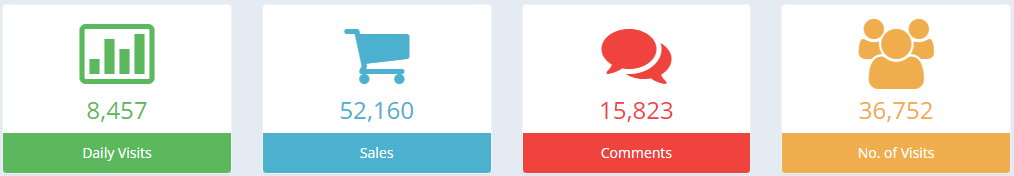 8,457
Daily Visits
52,160
Sales
15,823
Comments
36,752
No. of Visits